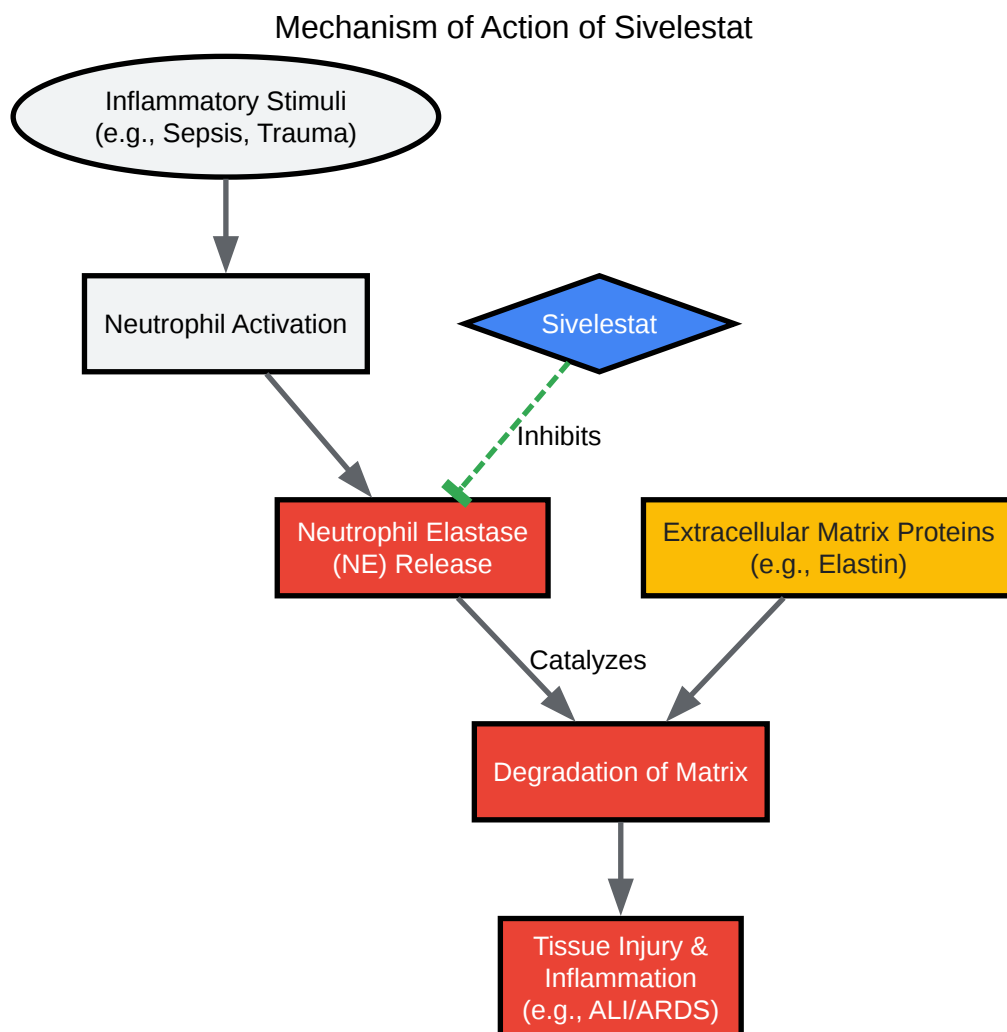 Mechanism of Action of Sivelestat
Inflammatory Stimuli
(e.g., Sepsis, Trauma)
Neutrophil Activation
Sivelestat
Inhibits
Neutrophil Elastase
(NE) Release
Extracellular Matrix Proteins
(e.g., Elastin)
Catalyzes
Degradation of Matrix
Tissue Injury &
Inflammation
(e.g., ALI/ARDS)